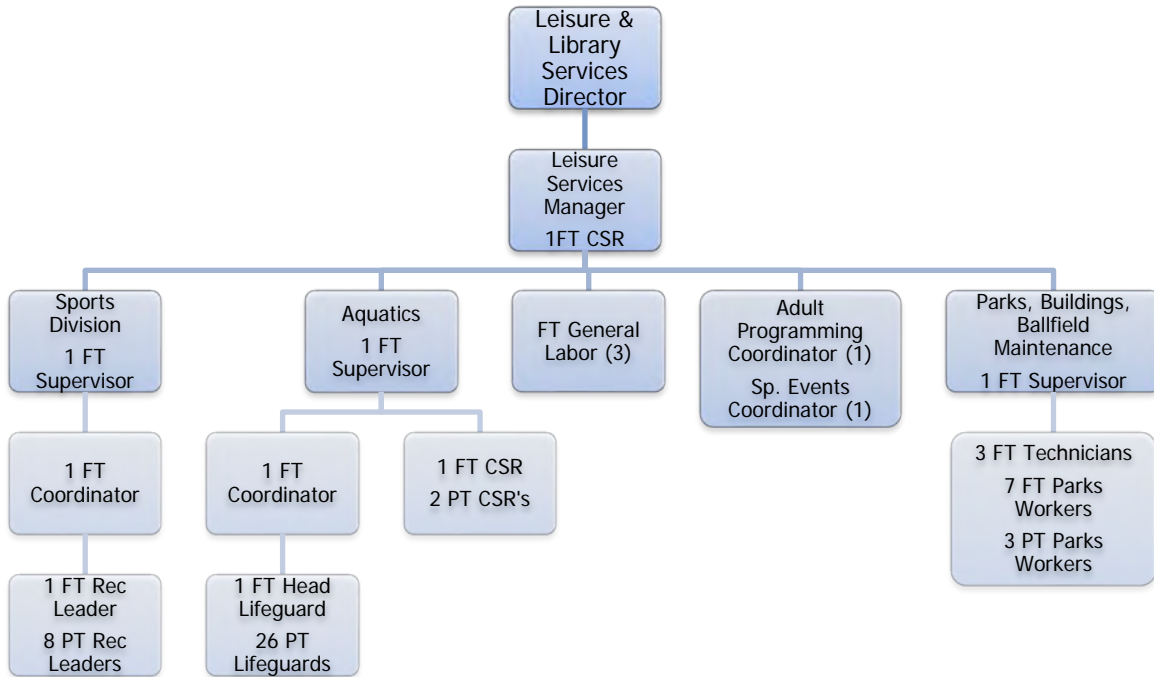 Leisure &
Library
Services
Director
Leisure
Services
Manager
1FT CSR
Sports
Division
1 FT
Supervisor
Aquatics
1 FT
Supervisor
FT General
Labor (3)
Adult
Programming
Coordinator (1)
Sp. Events
Coordinator (1)
Parks, Buildings,
Ballfield
Maintenance
1 FT Supervisor
1 FT
Coordinator
1 FT
Coordinator
1 FT CSR
2 PT CSR's
3 FT Technicians
7 FT Parks
Workers
3 PT Parks
Workers
1 FT Rec
Leader
8 PT Rec
Leaders
1 FT Head
Lifeguard
26 PT
Lifeguards